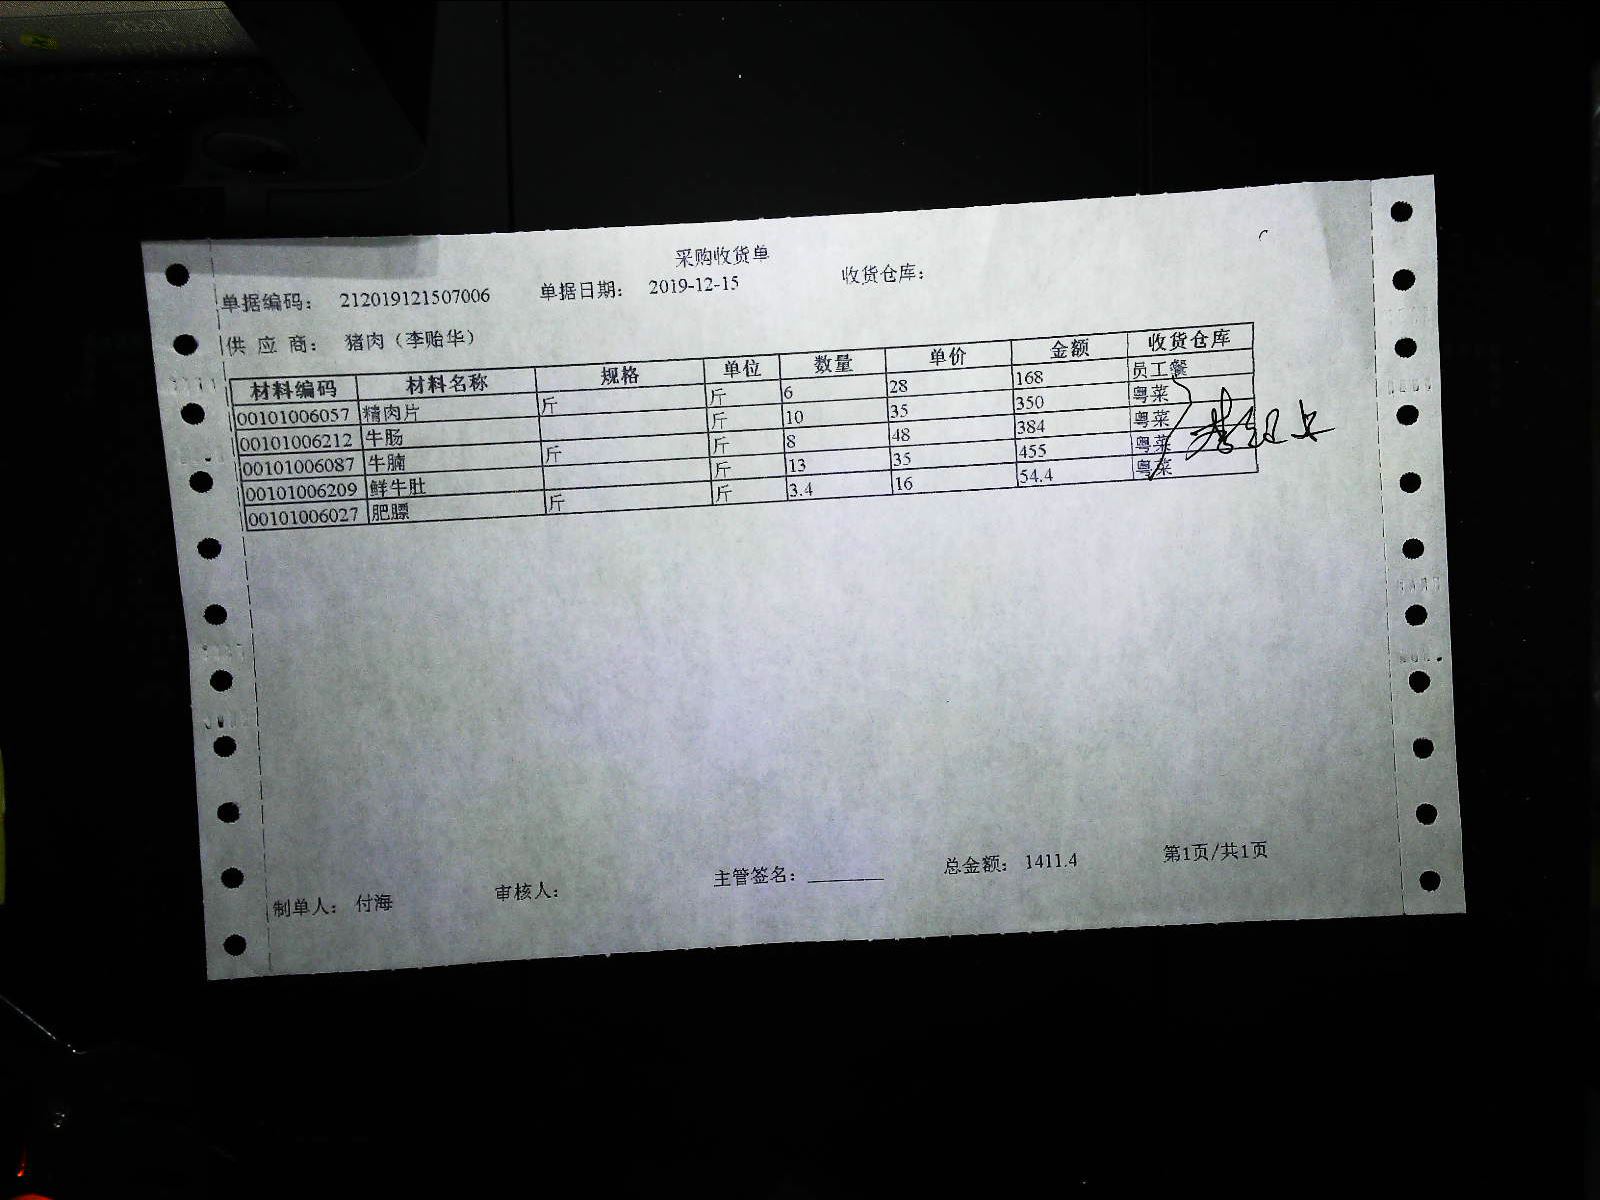 采购收货单
单据编码： 212019121507006 单据日期： 2019-12-15 收货仓库：
供 应 商： 猪肉（李贻华）
材料编码 材料名称 规格 单位 数量 单价 金额 收货仓库
00101006057 精肉片 斤 斤 6 28 168 员工餐
00101006212 牛肠 斤 10 35 350 粤菜
00101006087 牛腩 斤 斤 8 48 384 粤菜
00101006209 鲜牛肚 斤 13 35 455 粤菜
00101006027 肥膘 斤 斤 3.4 16 54.4 粤菜
制单人： 付海 审核人： 主管签名：________ 总金额： 1411.4 第1页/共1页